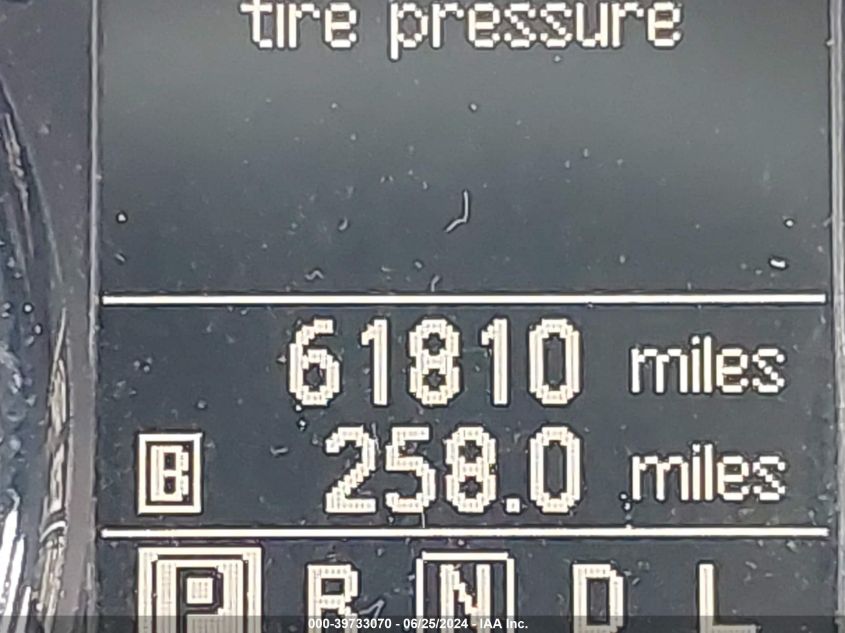 tire pressure
61810 miles
B 258.0 miles
P R N D L
000-39733070 - 06/25/2024 - IAA Inc.